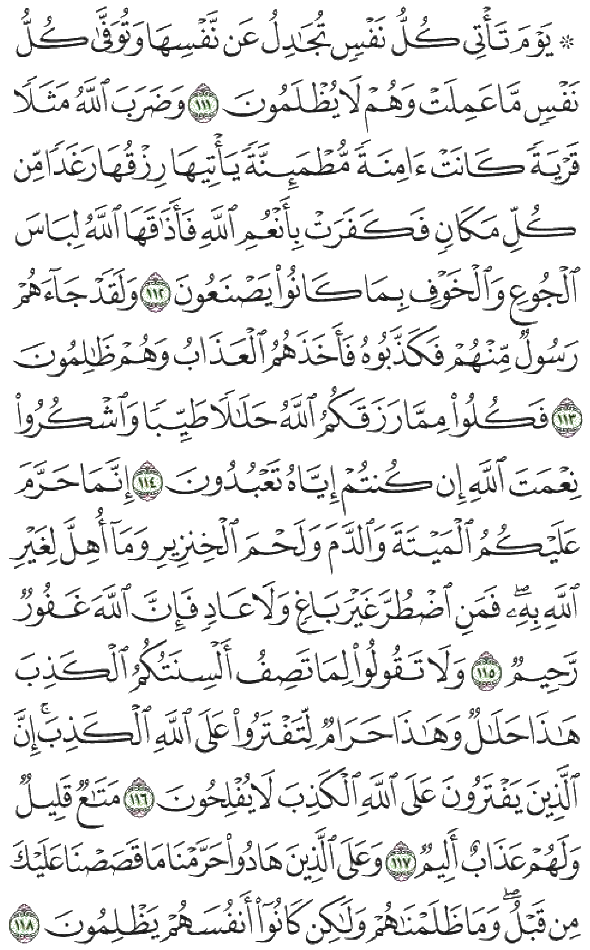 ۞ يَوۡمَ تَأۡتِي كُلُّ نَفۡسٖ تُجَٰدِلُ عَن نَّفۡسِهَا وَتُوَفَّىٰ كُلُّ
نَفۡسٖ مَّا عَمِلَتۡ وَهُمۡ لَا يُظۡلَمُونَ ١١١ وَضَرَبَ ٱللَّهُ مَثَلٗا
قَرۡيَةٗ كَانَتۡ ءَامِنَةٗ مُّطۡمَئِنَّةٗ يَأۡتِيهَا رِزۡقُهَا رَغَدٗا مِّن
كُلِّ مَكَانٖ فَكَفَرَتۡ بِأَنۡعُمِ ٱللَّهِ فَأَذَٰقَهَا ٱللَّهُ لِبَاسَ
ٱلۡجُوعِ وَٱلۡخَوۡفِ بِمَا كَانُواْ يَصۡنَعُونَ ١١٢ وَلَقَدۡ جَآءَهُمۡ
رَسُولٞ مِّنۡهُمۡ فَكَذَّبُوهُ فَأَخَذَهُمُ ٱلۡعَذَابُ وَهُمۡ ظَٰلِمُونَ
١١٣ فَكُلُواْ مِمَّا رَزَقَكُمُ ٱللَّهُ حَلَٰلٗا طَيِّبٗا وَٱشۡكُرُواْ
نِعۡمَتَ ٱللَّهِ إِن كُنتُمۡ إِيَّاهُ تَعۡبُدُونَ ١١٤ إِنَّمَا حَرَّمَ
عَلَيۡكُمُ ٱلۡمَيۡتَةَ وَٱلدَّمَ وَلَحۡمَ ٱلۡخِنزِيرِ وَمَآ أُهِلَّ لِغَيۡرِ
ٱللَّهِ بِهِۦۖ فَمَنِ ٱضۡطُرَّ غَيۡرَ بَاغٖ وَلَا عَادٖ فَإِنَّ ٱللَّهَ غَفُورٞ
رَّحِيمٞ ١١٥ وَلَا تَقُولُواْ لِمَا تَصِفُ أَلۡسِنَتُكُمُ ٱلۡكَذِبَ
هَٰذَا حَلَٰلٞ وَهَٰذَا حَرَامٞ لِّتَفۡتَرُواْ عَلَى ٱللَّهِ ٱلۡكَذِبَۚ إِنَّ
ٱلَّذِينَ يَفۡتَرُونَ عَلَى ٱللَّهِ ٱلۡكَذِبَ لَا يُفۡلِحُونَ ١١٦ مَتَٰعٞ قَلِيلٞ
وَلَهُمۡ عَذَابٌ أَلِيمٞ ١١٧ وَعَلَى ٱلَّذِينَ هَادُواْ حَرَّمۡنَا مَا قَصَصۡنَا عَلَيۡكَ
مِن قَبۡلُۖ وَمَا ظَلَمۡنَٰهُمۡ وَلَٰكِن كَانُوٓاْ أَنفُسَهُمۡ يَظۡلِمُونَ ١١٨